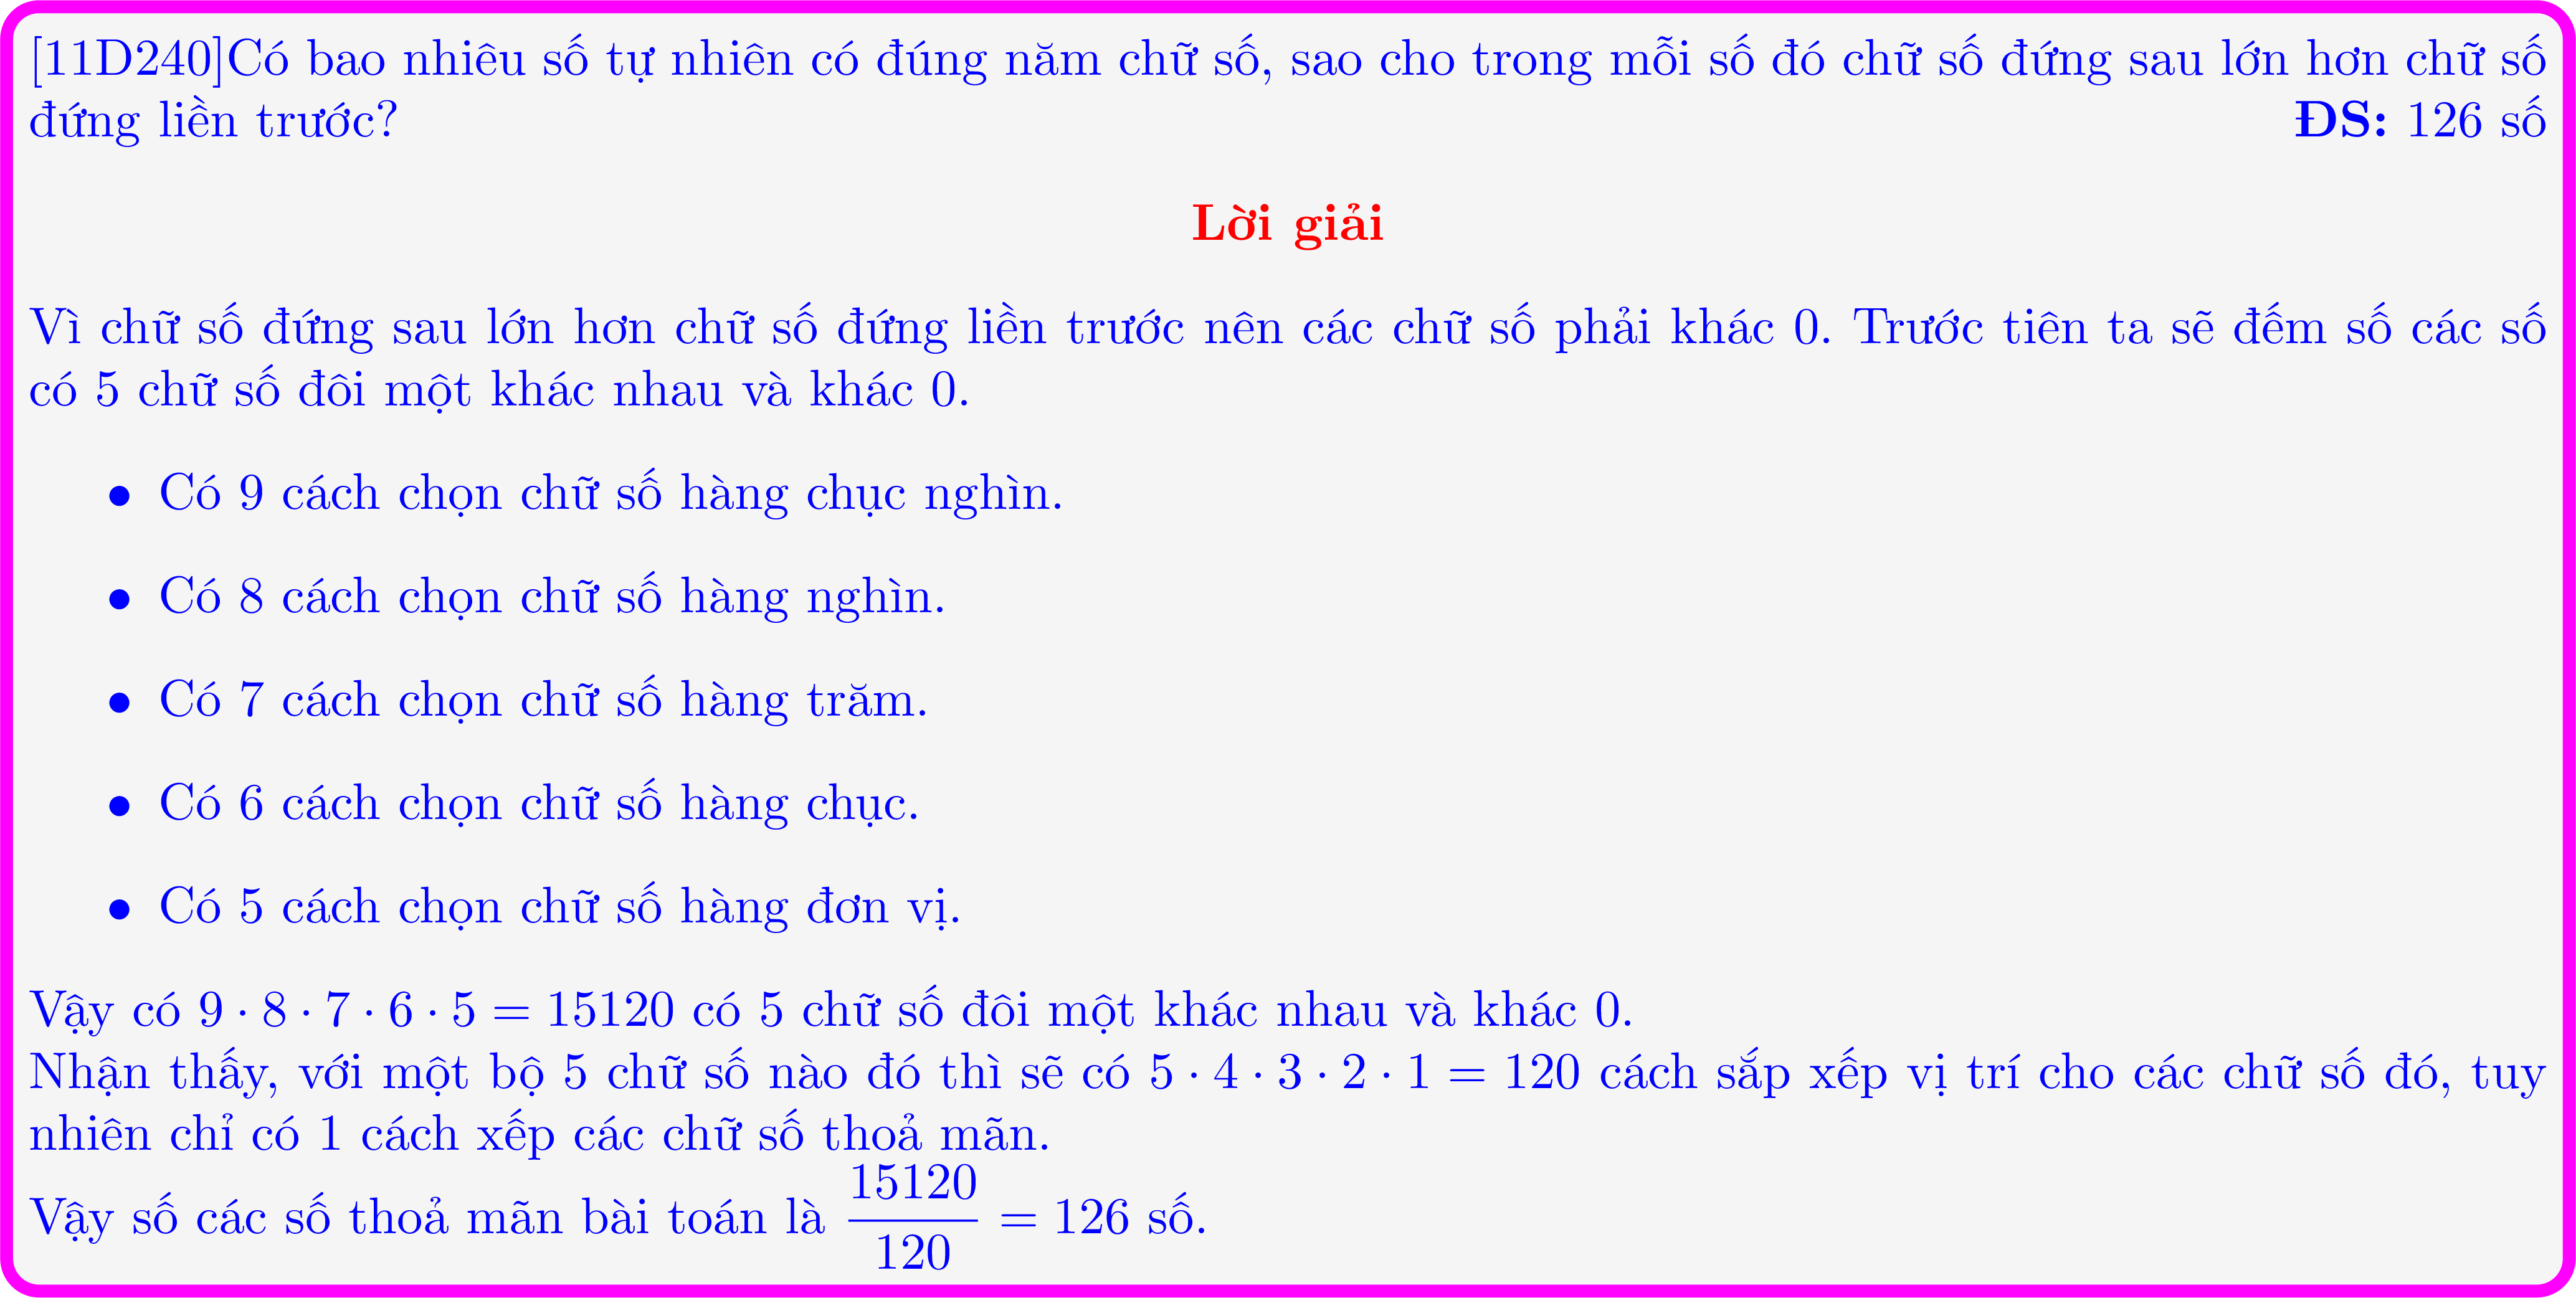 [11D240]Có bao nhiêu số tự nhiên có đúng năm chữ số, sao cho trong mỗi số đó chữ số đứng sau lớn hơn chữ số
đứng liền trước? ĐS: 126 số
Lời giải
Vì chữ số đứng sau lớn hơn chữ số đứng liền trước nên các chữ số phải khác 0. Trước tiên ta sẽ đếm số các số
có 5 chữ số đôi một khác nhau và khác 0.
• Có 9 cách chọn chữ số hàng chục nghìn.
• Có 8 cách chọn chữ số hàng nghìn.
• Có 7 cách chọn chữ số hàng trăm.
• Có 6 cách chọn chữ số hàng chục.
• Có 5 cách chọn chữ số hàng đơn vị.
Vậy có 9 · 8 · 7 · 6 · 5 = 15120 có 5 chữ số đôi một khác nhau và khác 0.
Nhận thấy, với một bộ 5 chữ số nào đó thì sẽ có 5 · 4 · 3 · 2 · 1 = 120 cách sắp xếp vị trí cho các chữ số đó, tuy
nhiên chỉ có 1 cách xếp các chữ số thoả mãn.
Vậy số các số thoả mãn bài toán là 15120/120 = 126 số.